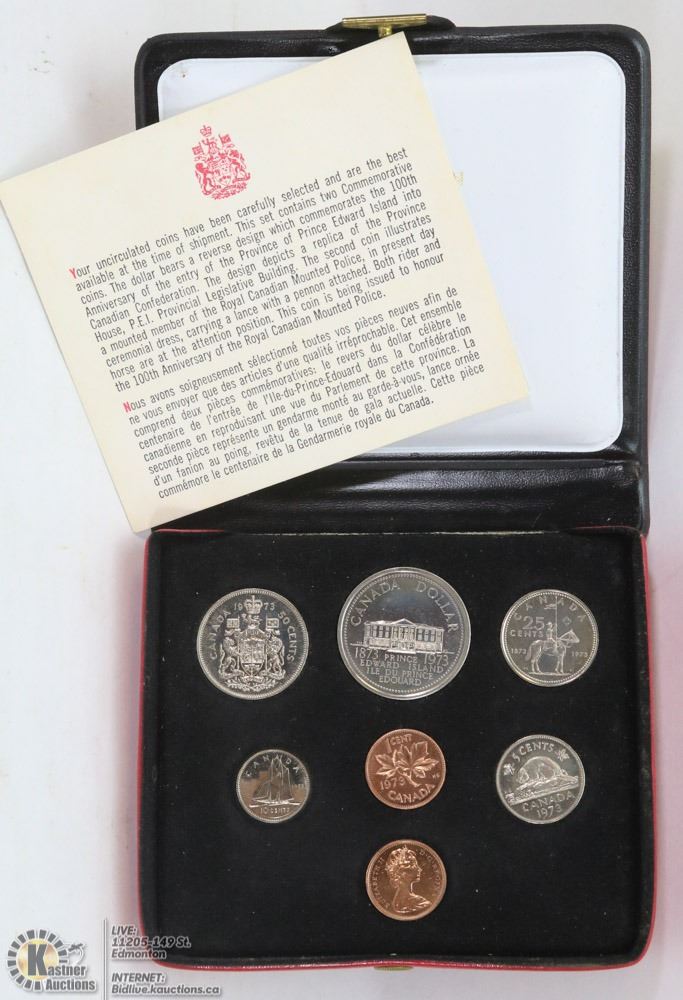 Your uncirculated coins have been carefully selected and are the best
available at the time of shipment. This set contains two Commemorative
coins. The dollar bears a reverse design which commemorates the 100th
Anniversary of the entry of the Province of Prince Edward Island into
Canadian Confederation. The design depicts a replica of the Province
House, P.E.I. Provincial Legislative Building. The second coin illustrates
a mounted member of the Royal Canadian Mounted Police, in present day
ceremonial dress, carrying a lance with a pennon attached. Both rider and
horse are at the attention position. This coin is being issued to honour
the 100th Anniversary of the Royal Canadian Mounted Police.
Nous avons soigneusement sélectionné toutes vos pièces neuves afin de
ne vous envoyer que des articles d'une qualité irréprochable. Cet ensemble
comprend deux pièces commémoratives: le revers du dollar célèbre le
centenaire de l'entrée de l'Ile-du-Prince-Edouard dans la Confédération
canadienne en reproduisant une vue du Parlement de cette province. La
seconde pièce représente un gendarme monté au garde-à-vous, lance ornée
d'un fanion au poing, revêtu de la tenue de gala actuelle. Cette pièce
commémore le centenaire de la Gendarmerie royale du Canada.
1973
CANADA 50 CENTS
CANADA DOLLAR
1873 PRINCE 1973
EDWARD ISLAND
ILE DU PRINCE
EDOUARD
CANADA
25
CENTS
1873 1973
CANADA
10 CENTS
1 CENT
1973
CANADA
5 CENTS
CANADA
1973
ELIZABETH II
LIVE:
11205-149 St.
Edmonton
Kastner
Auctions
INTERNET:
Bidlive.kauctions.ca